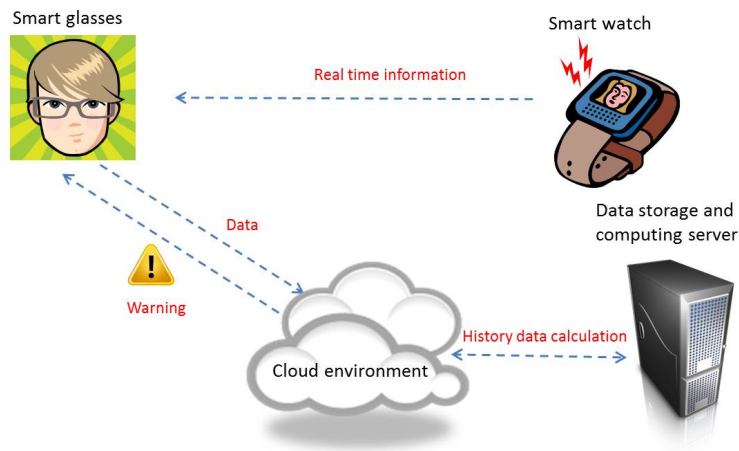 Smart glasses
Smart watch
Real time information
Data storage and
computing server
Data
Warning
History data calculation
Cloud environment